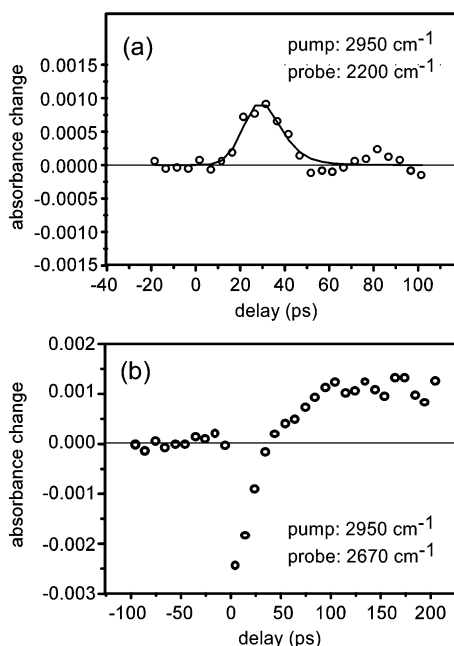 (a)
pump: 2950 cm⁻¹
probe: 2200 cm⁻¹
absorbance change
0.0015
0.0010
0.0005
0.0000
-0.0005
-0.0010
-0.0015
-40 -20 0 20 40 60 80 100
delay (ps)
(b)
absorbance change
0.002
0.001
0.000
-0.001
-0.002
-0.003
pump: 2950 cm⁻¹
probe: 2670 cm⁻¹
-100 -50 0 50 100 150 200
delay (ps)